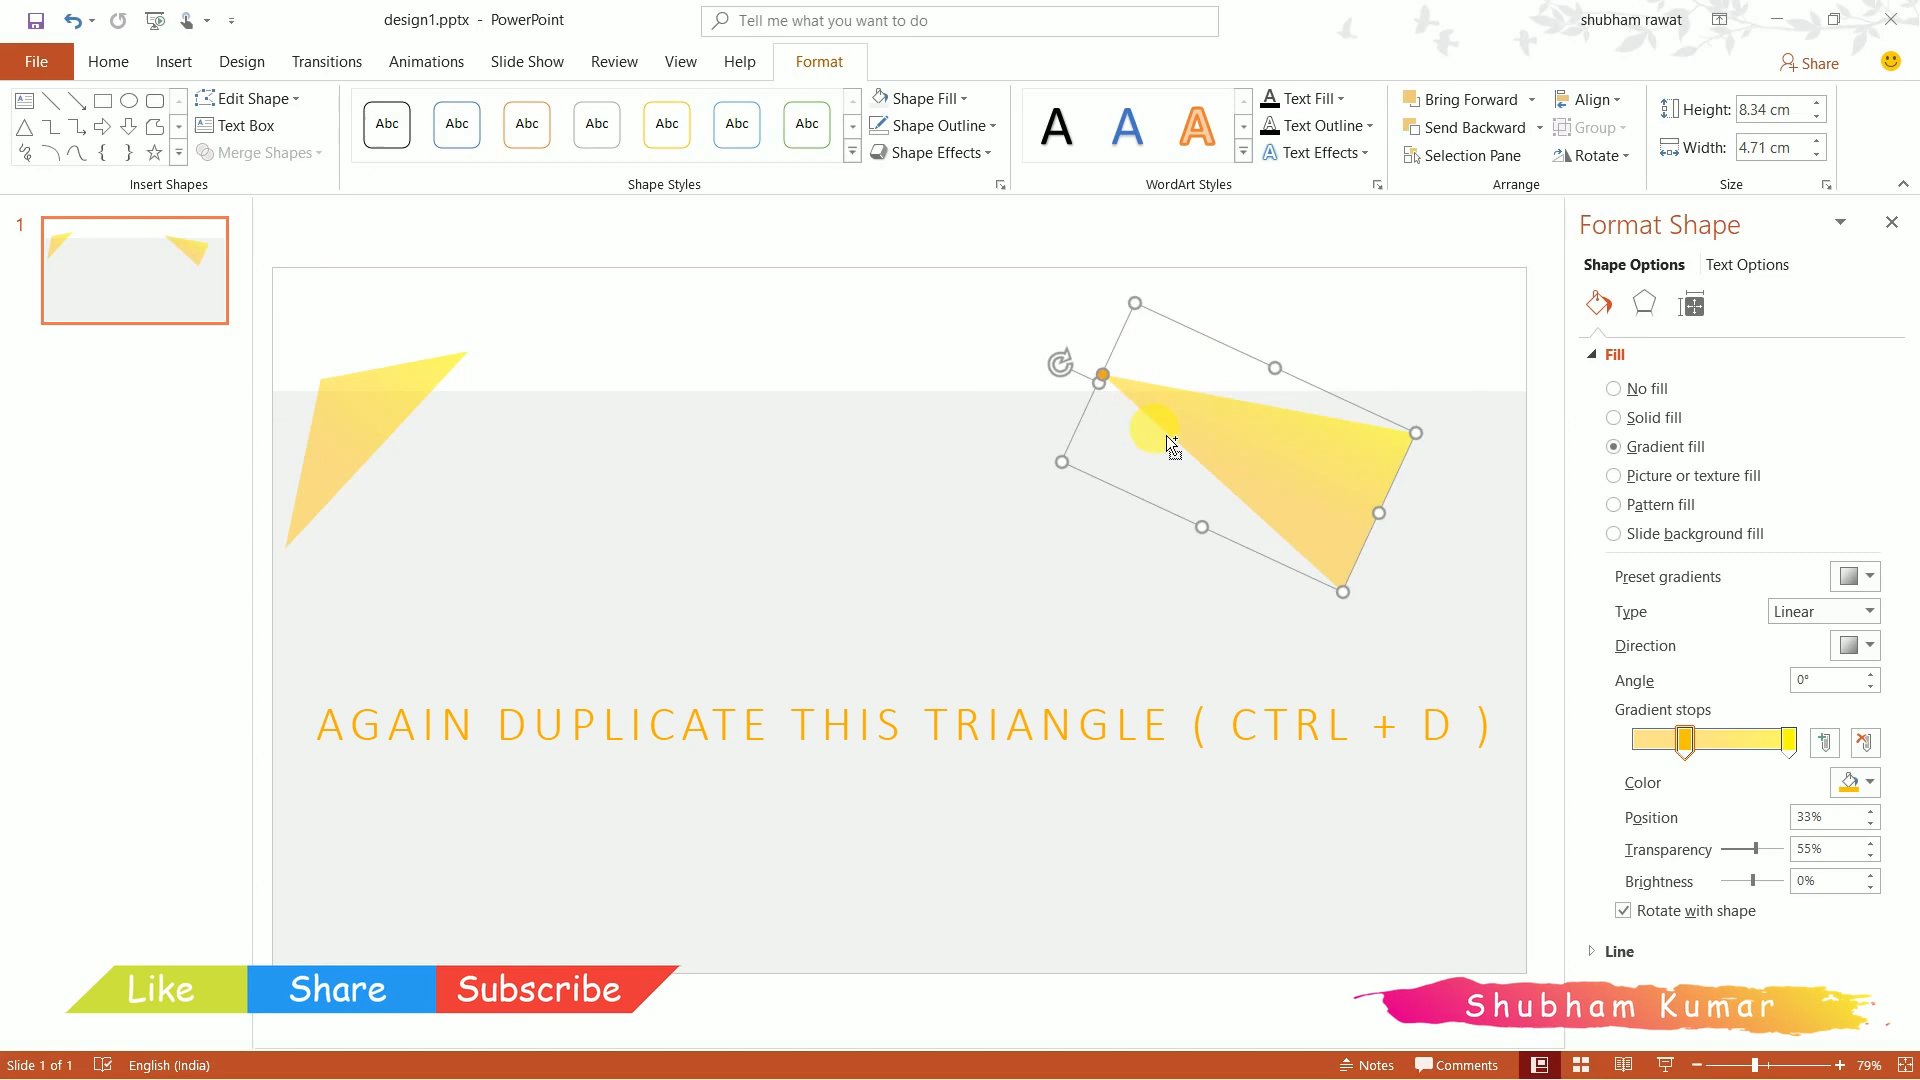 design1.pptx - PowerPoint
Tell me what you want to do
shubham rawat
File Home Insert Design Transitions Animations Slide Show Review View Help Format
Share
Edit Shape
Text Box
Merge Shapes
Insert Shapes
Abc Abc Abc Abc Abc Abc Abc
Shape Fill
Shape Outline
Shape Effects
Shape Styles
A A A
Text Fill
Text Outline
Text Effects
WordArt Styles
Bring Forward
Send Backward
Selection Pane
Align
Group
Rotate
Arrange
Height: 8.34 cm
Width: 4.71 cm
Size
1
Format Shape
Shape Options Text Options
Fill
No fill
Solid fill
Gradient fill
Picture or texture fill
Pattern fill
Slide background fill
Preset gradients
Type Linear
Direction
Angle 0°
Gradient stops
Color
Position 33%
Transparency 55%
Brightness 0%
Rotate with shape
Line
AGAIN DUPLICATE THIS TRIANGLE ( CTRL + D )
Like Share Subscribe
Shubham Kumar
Slide 1 of 1 English (India) Notes Comments 79%